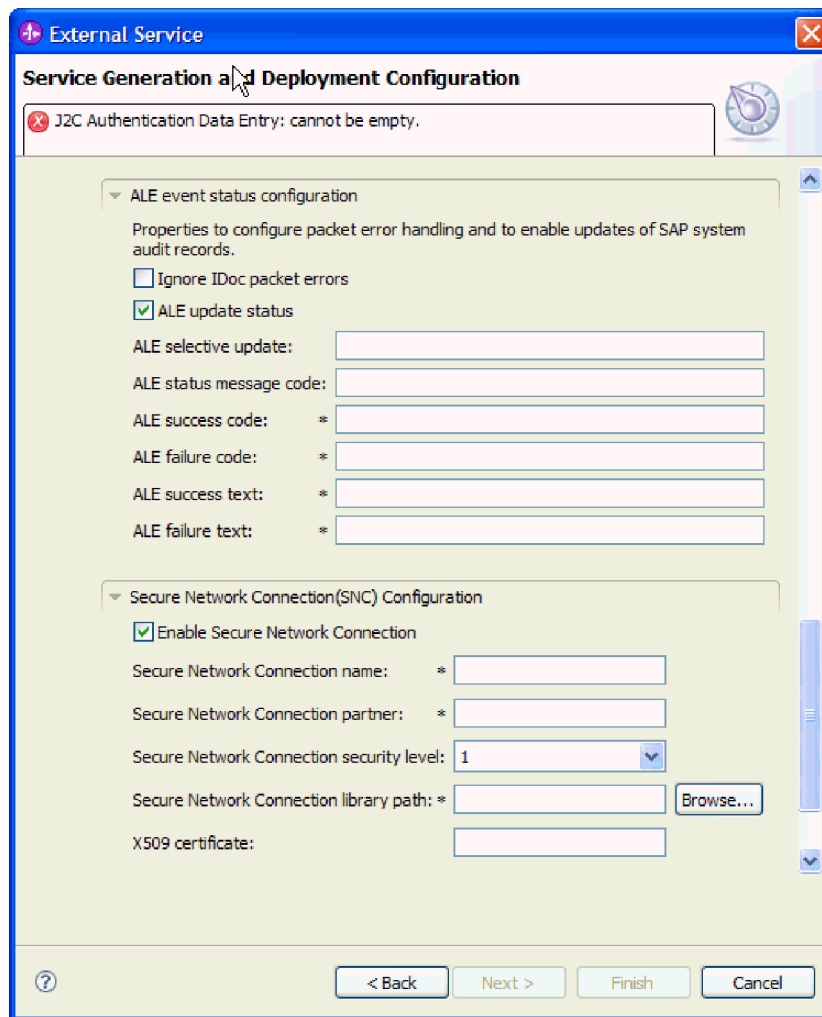 External Service
Service Generation and Deployment Configuration
J2C Authentication Data Entry: cannot be empty.
ALE event status configuration
Properties to configure packet error handling and to enable updates of SAP system
audit records.
Ignore IDoc packet errors
ALE update status
ALE selective update:
ALE status message code:
ALE success code: *
ALE failure code: *
ALE success text: *
ALE failure text: *
Secure Network Connection(SNC) Configuration
Enable Secure Network Connection
Secure Network Connection name: *
Secure Network Connection partner: *
Secure Network Connection security level: 1
Secure Network Connection library path: * Browse...
X509 certificate:
? < Back Next > Finish Cancel